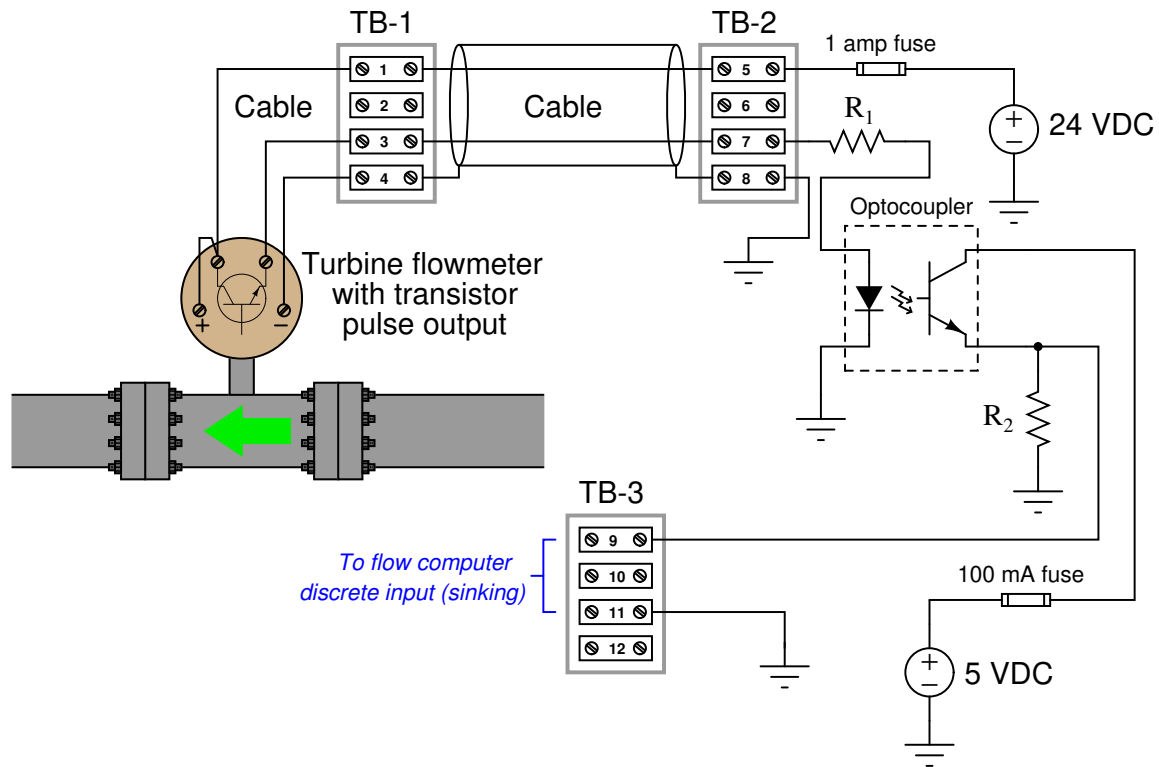 TB-1
TB-2
1 amp fuse
1
2
3
4
Cable
Cable
5
6
7
8
R1
+
−
24 VDC
Optocoupler
Turbine flowmeter
with transistor
pulse output
+
−
R2
TB-3
9
10
11
12
To flow computer
discrete input (sinking)
100 mA fuse
+
−
5 VDC